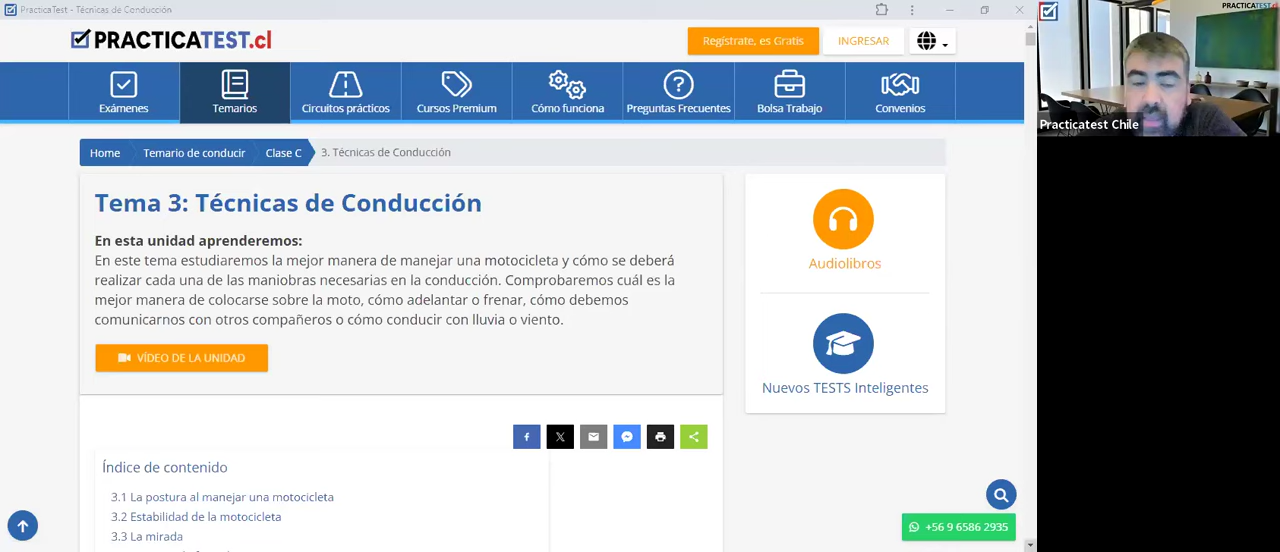 PracticaTest - Técnicas de Conducción
PRACTICATEST.cl
Regístrate, es Gratis
INGRESAR
Exámenes
Temarios
Circuitos prácticos
Cursos Premium
Cómo funciona
Preguntas Frecuentes
Bolsa Trabajo
Convenios
Home
Temario de conducir
Clase C
3. Técnicas de Conducción
Tema 3: Técnicas de Conducción
En esta unidad aprenderemos:
En este tema estudiaremos la mejor manera de manejar una motocicleta y cómo se deberá
realizar cada una de las maniobras necesarias en la conducción. Comprobaremos cuál es la
mejor manera de colocarse sobre la moto, cómo adelantar o frenar, cómo debemos
comunicarnos con otros compañeros o cómo conducir con lluvia o viento.
VÍDEO DE LA UNIDAD
Audiolibros
Nuevos TESTS Inteligentes
Índice de contenido
3.1 La postura al manejar una motocicleta
3.2 Estabilidad de la motocicleta
3.3 La mirada
+56 9 6586 2935
PRACTICATEST.cl
Practicatest Chile